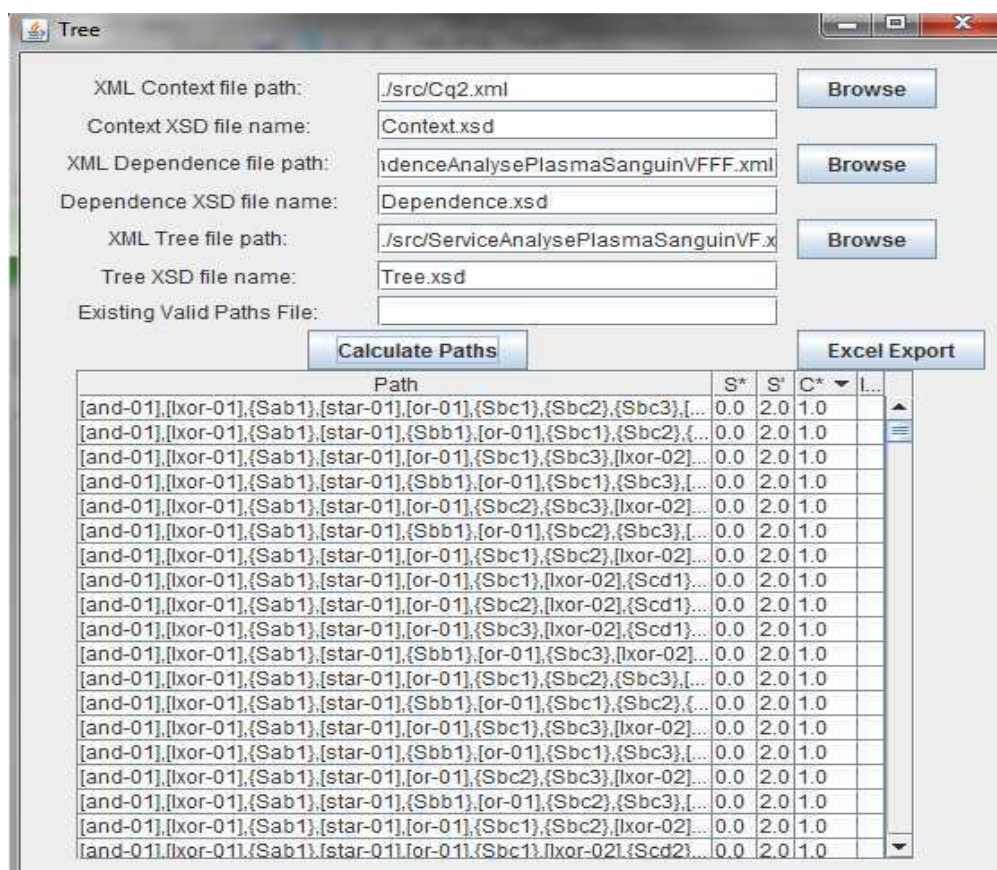 Tree
XML Context file path: ./src/Cq2.xml Browse
Context XSD file name: Context.xsd
XML Dependence file path: ndenceAnalysePlasmaSanguinVFFF.xml Browse
Dependence XSD file name: Dependence.xsd
XML Tree file path: ./src/ServiceAnalysePlasmaSanguinVF.x Browse
Tree XSD file name: Tree.xsd
Existing Valid Paths File:
Calculate Paths Excel Export
Path S* S' C* I...
[and-01],[lxor-01],{Sab1},[star-01],[or-01],{Sbc1},{Sbc2},{Sbc3},[... 0.0 2.0 1.0
[and-01],[lxor-01],{Sab1},[star-01],{Sbb1},[or-01],{Sbc1},{Sbc2},{... 0.0 2.0 1.0
[and-01],[lxor-01],{Sab1},[star-01],[or-01],{Sbc1},{Sbc3},[lxor-02]... 0.0 2.0 1.0
[and-01],[lxor-01],{Sab1},[star-01],{Sbb1},[or-01],{Sbc1},{Sbc3},[... 0.0 2.0 1.0
[and-01],[lxor-01],{Sab1},[star-01],[or-01],{Sbc2},{Sbc3},[lxor-02]... 0.0 2.0 1.0
[and-01],[lxor-01],{Sab1},[star-01],{Sbb1},[or-01],{Sbc2},{Sbc3},[... 0.0 2.0 1.0
[and-01],[lxor-01],{Sab1},[star-01],[or-01],{Sbc1},{Sbc2},[lxor-02]... 0.0 2.0 1.0
[and-01],[lxor-01],{Sab1},[star-01],[or-01],{Sbc1},[lxor-02],{Scd1}... 0.0 2.0 1.0
[and-01],[lxor-01],{Sab1},[star-01],[or-01],{Sbc2},[lxor-02],{Scd1}... 0.0 2.0 1.0
[and-01],[lxor-01],{Sab1},[star-01],[or-01],{Sbc3},[lxor-02],{Scd1}... 0.0 2.0 1.0
[and-01],[lxor-01],{Sab1},[star-01],{Sbb1},[or-01],{Sbc3},[lxor-02]... 0.0 2.0 1.0
[and-01],[lxor-01],{Sab1},[star-01],[or-01],{Sbc1},{Sbc2},{Sbc3},[... 0.0 2.0 1.0
[and-01],[lxor-01],{Sab1},[star-01],{Sbb1},[or-01],{Sbc1},{Sbc2},{... 0.0 2.0 1.0
[and-01],[lxor-01],{Sab1},[star-01],[or-01],{Sbc1},{Sbc3},[lxor-02]... 0.0 2.0 1.0
[and-01],[lxor-01],{Sab1},[star-01],{Sbb1},[or-01],{Sbc1},{Sbc3},[... 0.0 2.0 1.0
[and-01],[lxor-01],{Sab1},[star-01],[or-01],{Sbc2},{Sbc3},[lxor-02]... 0.0 2.0 1.0
[and-01],[lxor-01],{Sab1},[star-01],{Sbb1},[or-01],{Sbc2},{Sbc3},[... 0.0 2.0 1.0
[and-01],[lxor-01],{Sab1},[star-01],[or-01],{Sbc1},{Sbc2},[lxor-02]... 0.0 2.0 1.0
[and-01],[lxor-01],{Sab1},[star-01],[or-01],{Sbc1},[lxor-02],{Scd2}... 0.0 2.0 1.0